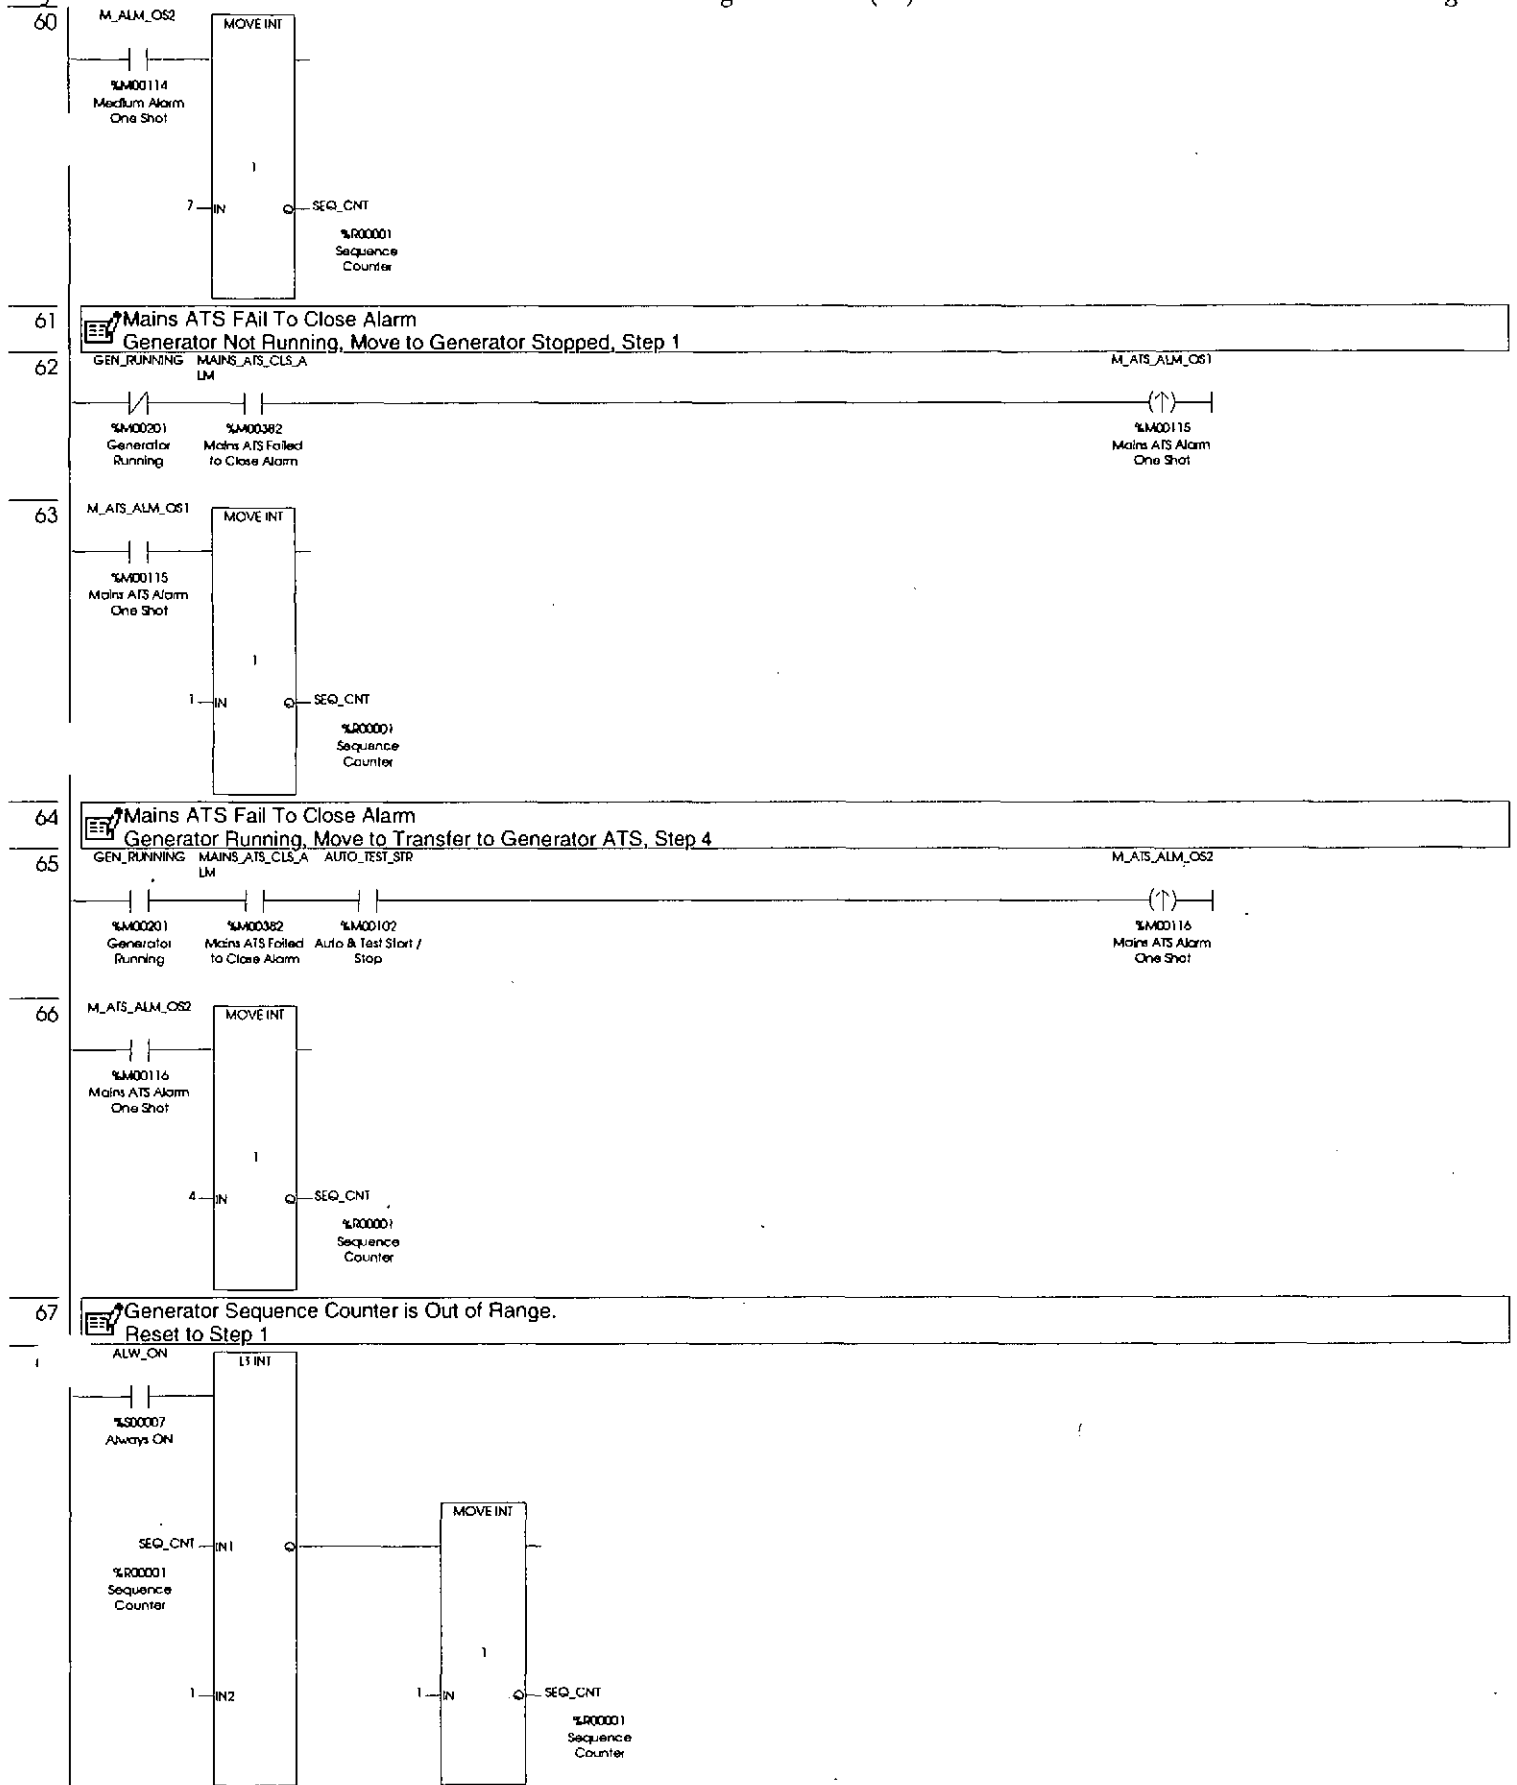 60
M_ALM_OS2
MOVE INT
%M00114
Medium Alarm
One Shot
1
7 IN Q SEQ_CNT
%R00001
Sequence
Counter
61
Mains ATS FAil To Close Alarm
Generator Not Running, Move to Generator Stopped, Step 1
62
GEN_RUNNING MAINS_ATS_CLS_A M_ATS_ALM_OS1
LM
%M00201 %M00382 %M00115
Generator Mains ATS Failed Mains ATS Alarm
Running to Close Alarm One Shot
63
M_ATS_ALM_OS1
MOVE INT
%M00115
Mains ATS Alarm
One Shot
1
1 IN Q SEQ_CNT
%R00001
Sequence
Counter
64
Mains ATS Fail To Close Alarm
Generator Running, Move to Transfer to Generator ATS, Step 4
65
GEN_RUNNING MAINS_ATS_CLS_A AUTO_TEST_STR M_ATS_ALM_OS2
LM
%M00201 %M00382 %M00102 %M00116
Generator Mains ATS Failed Auto & Test Start / Mains ATS Alarm
Running to Close Alarm Stop One Shot
66
M_ATS_ALM_OS2
MOVE INT
%M00116
Mains ATS Alarm
One Shot
1
4 IN Q SEQ_CNT
%R00001
Sequence
Counter
67
Generator Sequence Counter is Out of Range.
Reset to Step 1
ALW_ON
INT
%S00007
Always ON
MOVE INT
SEQ_CNT IN1 Q
%R00001
Sequence
Counter
1
1 IN2 1 IN Q SEQ_CNT
%R00001
Sequence
Counter